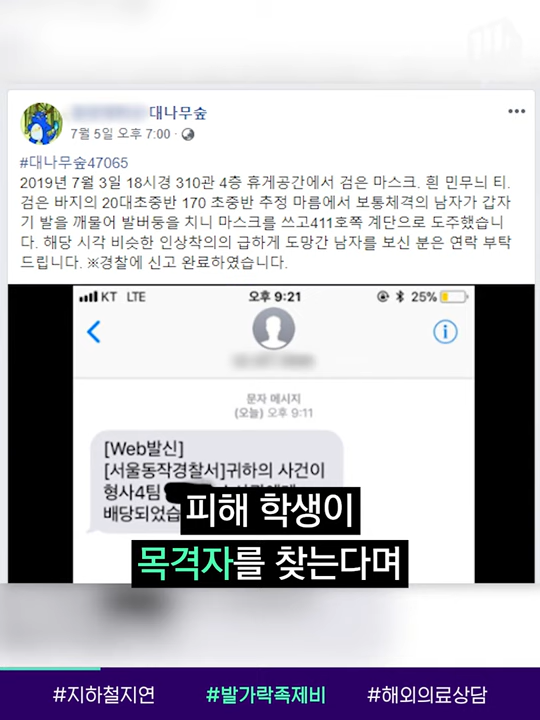 대나무숲
7월 5일 오후 7:00 ·
#대나무숲47065
2019년 7월 3일 18시경 310관 4층 휴게공간에서 검은 마스크. 흰 민무늬 티.
검은 바지의 20대초중반 170 초중반 추정 마름에서 보통체격의 남자가 갑자
기 발을 깨물어 발버둥을 치니 마스크를 쓰고411호쪽 계단으로 도주했습니
다. 해당 시각 비슷한 인상착의의 급하게 도망간 남자를 보신 분은 연락 부탁
드립니다. ※경찰에 신고 완료하였습니다.
KT LTE 오후 9:21 25%
문자 메시지
(오늘) 오후 9:11
[Web발신]
[서울동작경찰서]귀하의 사건이
형사4팀
배당되었습
피해 학생이
목격자를 찾는다며
#지하철지연 #발가락족제비 #해외의료상담